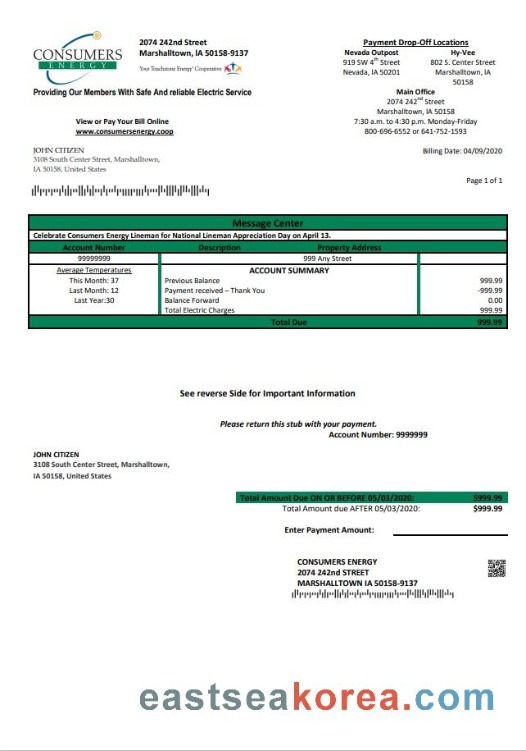 CONSUMERS
ENERGY
Providing Our Members With Safe And reliable Electric Service
2074 242nd Street
Marshalltown, IA 50158-9137
Your Touchstone Energy® Cooperative
Payment Drop-Off Locations
Nevada Outpost Hy-Vee
919 SW 4th Street 802 S. Center Street
Nevada, IA 50201 Marshalltown, IA
50158
Main Office
2074 242nd Street
Marshalltown, IA 50158
7:30 a.m. to 4:30 p.m. Monday-Friday
800-696-6552 or 641-752-1593
View or Pay Your Bill Online
www.consumersenergy.coop
JOHN CITIZEN
3108 South Center Street, Marshalltown,
IA 50158, United States
Billing Date: 04/09/2020
Page 1 of 1
Message Center
Celebrate Consumers Energy Lineman for National Lineman Appreciation Day on April 13.
Account Number Description Property Address
99999999 999 Any Street
Average Temperatures ACCOUNT SUMMARY
This Month: 37 Previous Balance 999.99
Last Month: 12 Payment received – Thank You -999.99
Last Year:30 Balance Forward 0.00
Total Electric Charges 999.99
Total Due 999.99
See reverse Side for Important Information
Please return this stub with your payment.
Account Number: 9999999
JOHN CITIZEN
3108 South Center Street, Marshalltown,
IA 50158, United States
Total Amount Due ON OR BEFORE 05/03/2020: $999.99
Total Amount due AFTER 05/03/2020: $999.99
Enter Payment Amount:
CONSUMERS ENERGY
2074 242nd STREET
MARSHALLTOWN IA 50158-9137
eastseakorea.com